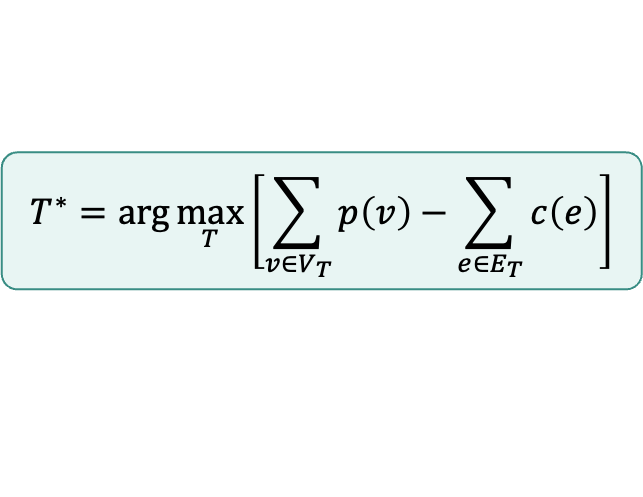 T* = arg max_T [∑_{v∈V_T} p(v) − ∑_{e∈E_T} c(e)]